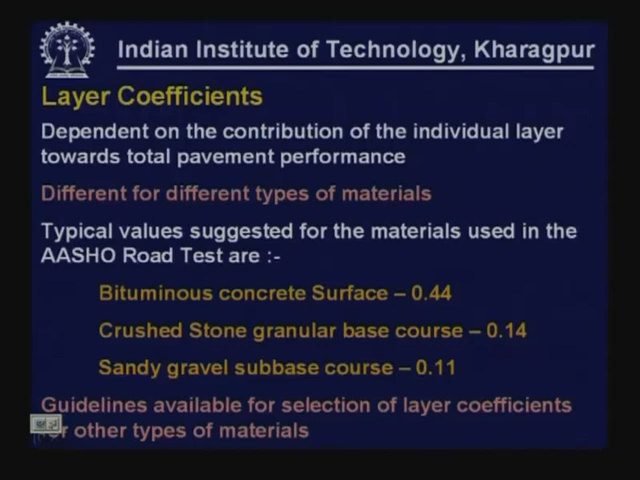 Indian Institute of Technology, Kharagpur
Layer Coefficients
Dependent on the contribution of the individual layer
towards total pavement performance
Different for different types of materials
Typical values suggested for the materials used in the
AASHO Road Test are :-
Bituminous concrete Surface – 0.44
Crushed Stone granular base course – 0.14
Sandy gravel subbase course – 0.11
Guidelines available for selection of layer coefficients
for other types of materials